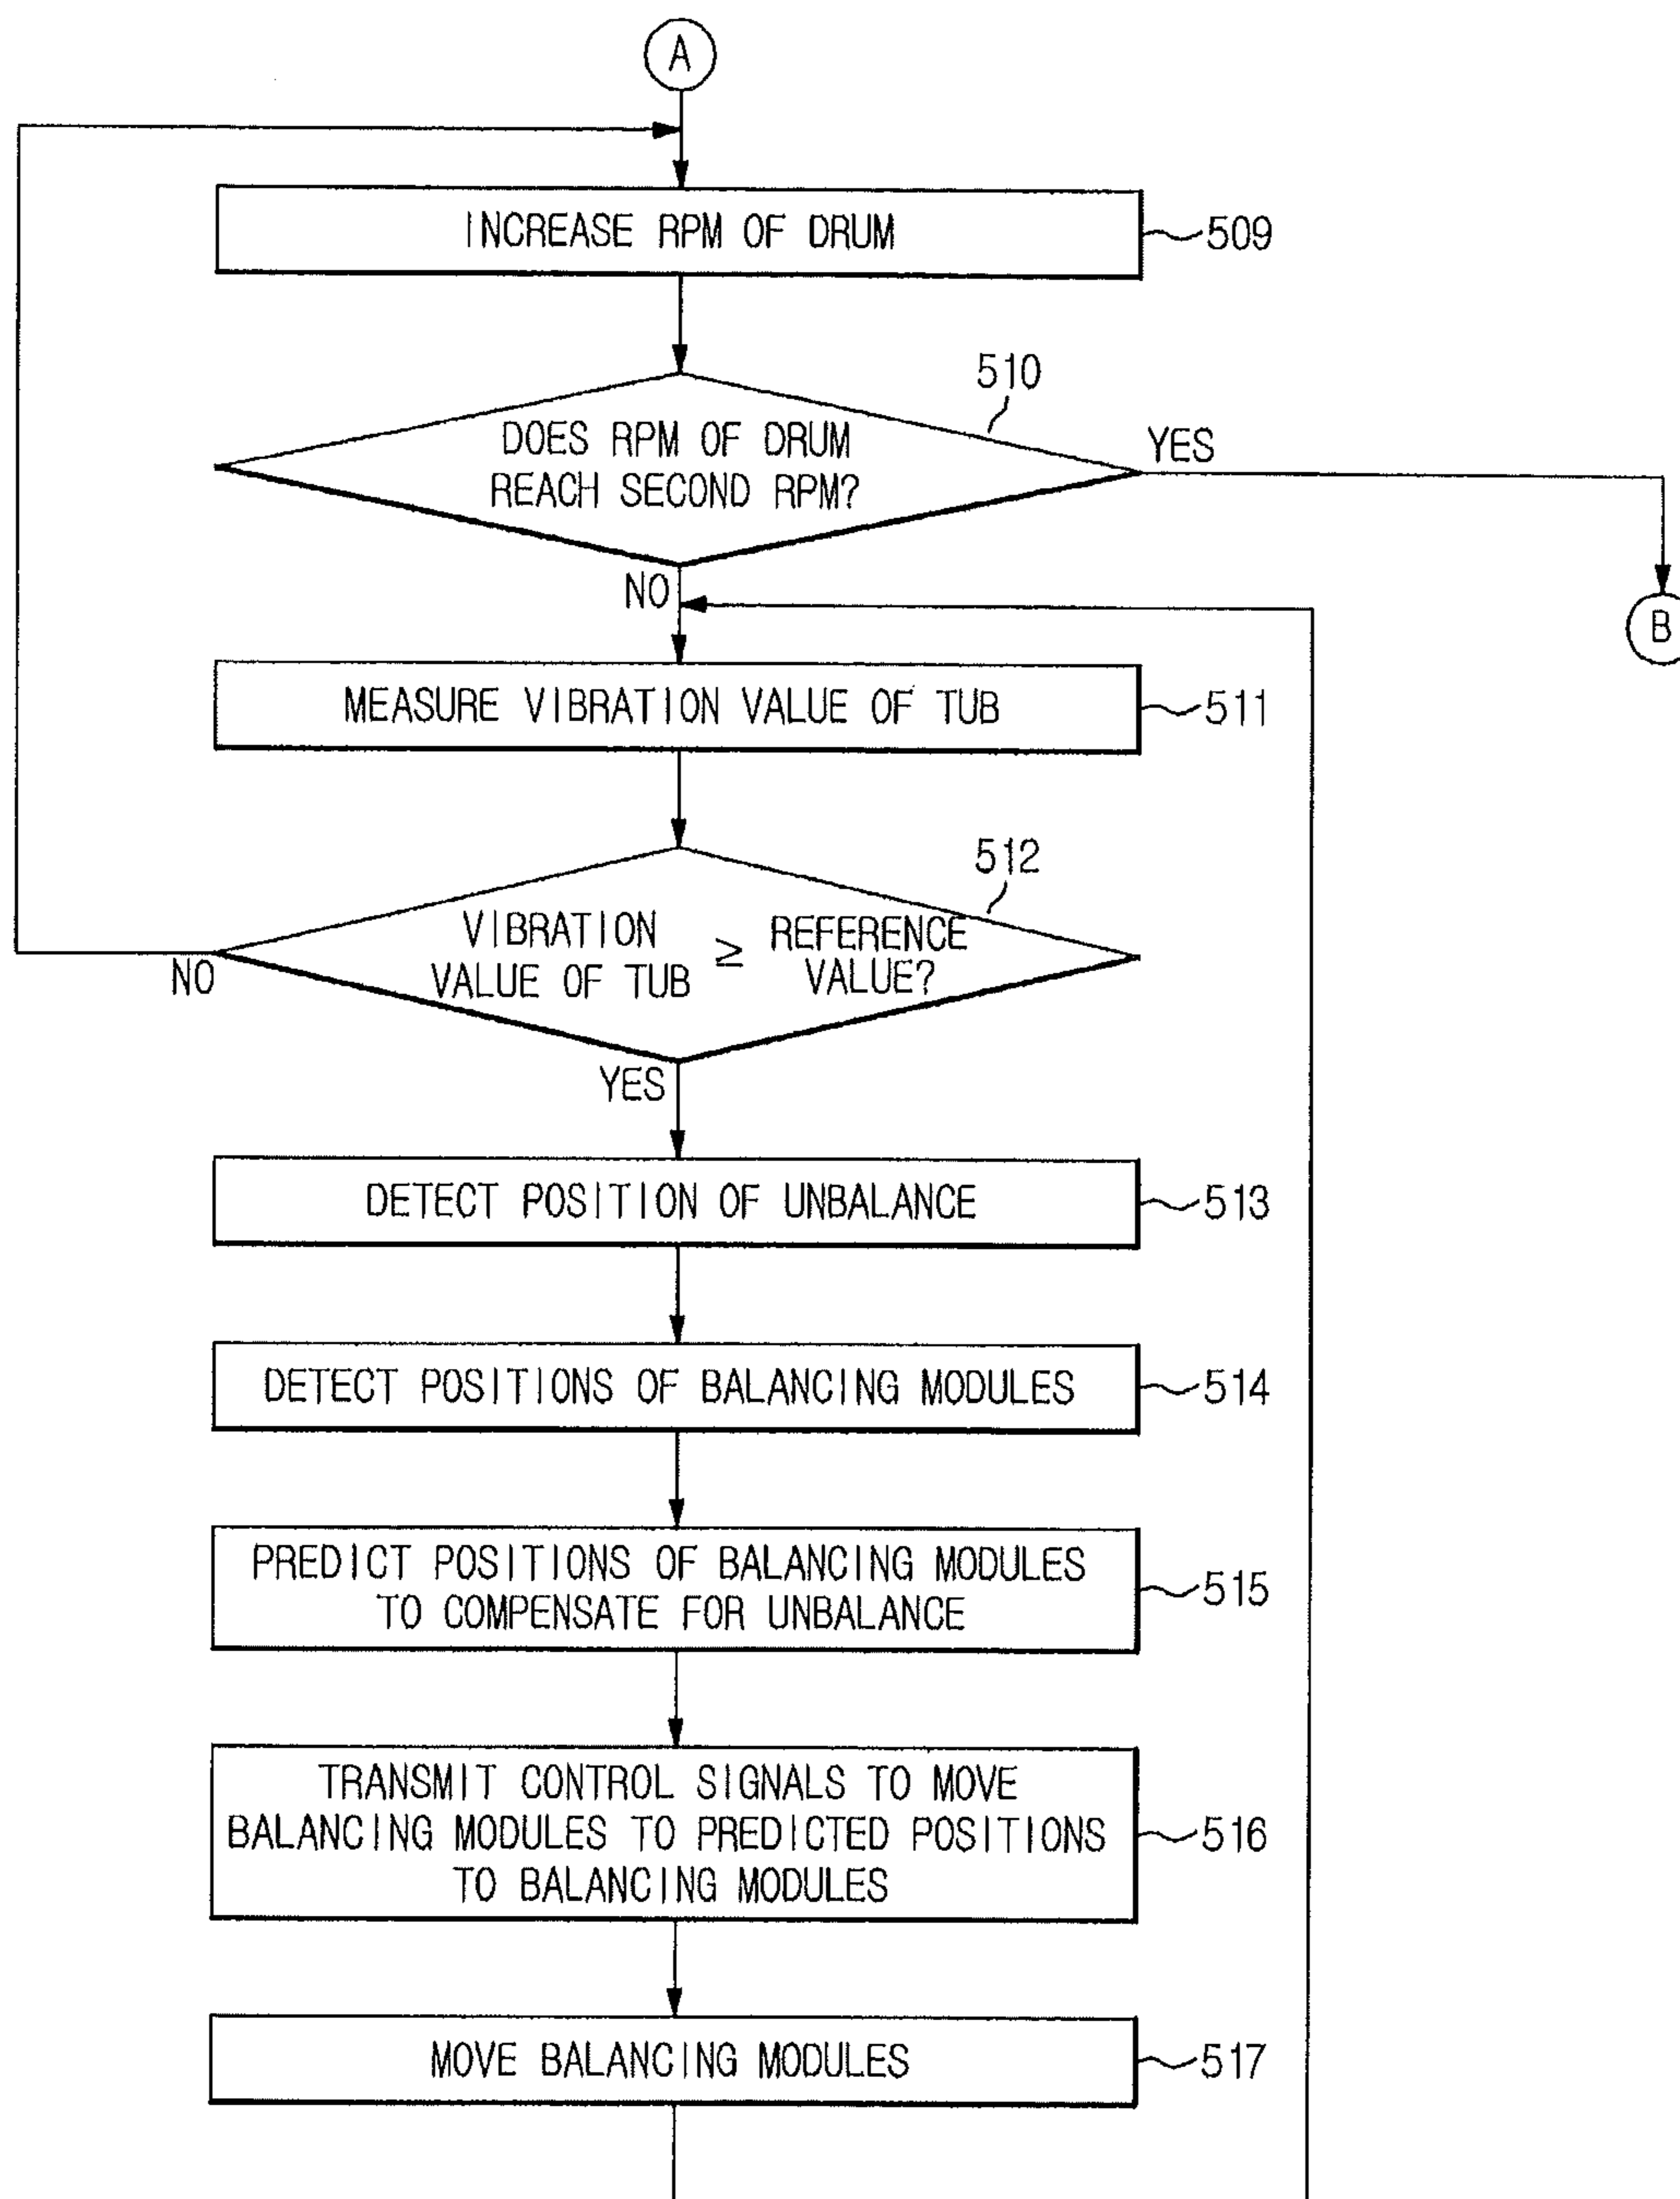 A
INCREASE RPM OF DRUM
509
510
DOES RPM OF DRUM
REACH SECOND RPM?
YES
NO
B
MEASURE VIBRATION VALUE OF TUB
511
512
VIBRATION
VALUE OF TUB
≥
REFERENCE
VALUE?
NO
YES
DETECT POSITION OF UNBALANCE
513
DETECT POSITIONS OF BALANCING MODULES
514
PREDICT POSITIONS OF BALANCING MODULES
TO COMPENSATE FOR UNBALANCE
515
TRANSMIT CONTROL SIGNALS TO MOVE
BALANCING MODULES TO PREDICTED POSITIONS
TO BALANCING MODULES
516
MOVE BALANCING MODULES
517